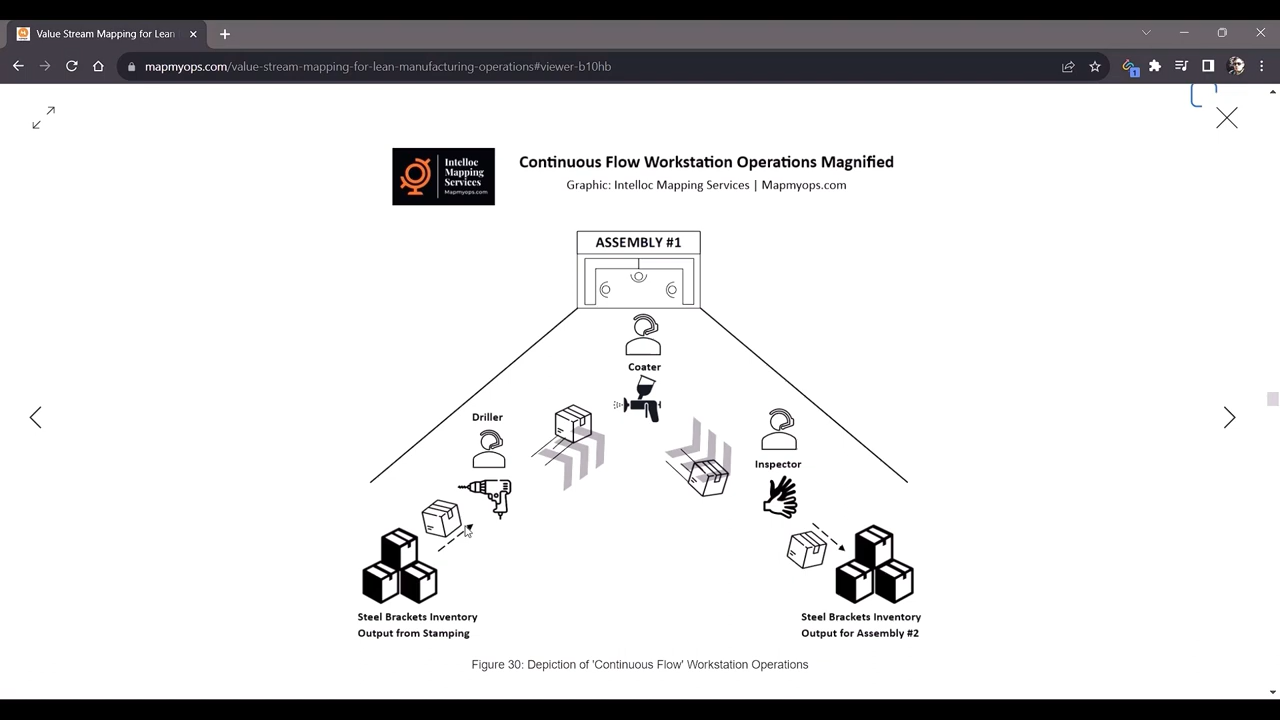 Value Stream Mapping for Lean
mapmyops.com/value-stream-mapping-for-lean-manufacturing-operations#viewer-b10hb
1
Intelloc
Mapping
Services
Mapmyops.com
Continuous Flow Workstation Operations Magnified
Graphic: Intelloc Mapping Services | Mapmyops.com
ASSEMBLY #1
Coater
Driller
Inspector
Steel Brackets Inventory
Output from Stamping
Steel Brackets Inventory
Output for Assembly #2
Figure 30: Depiction of 'Continuous Flow' Workstation Operations